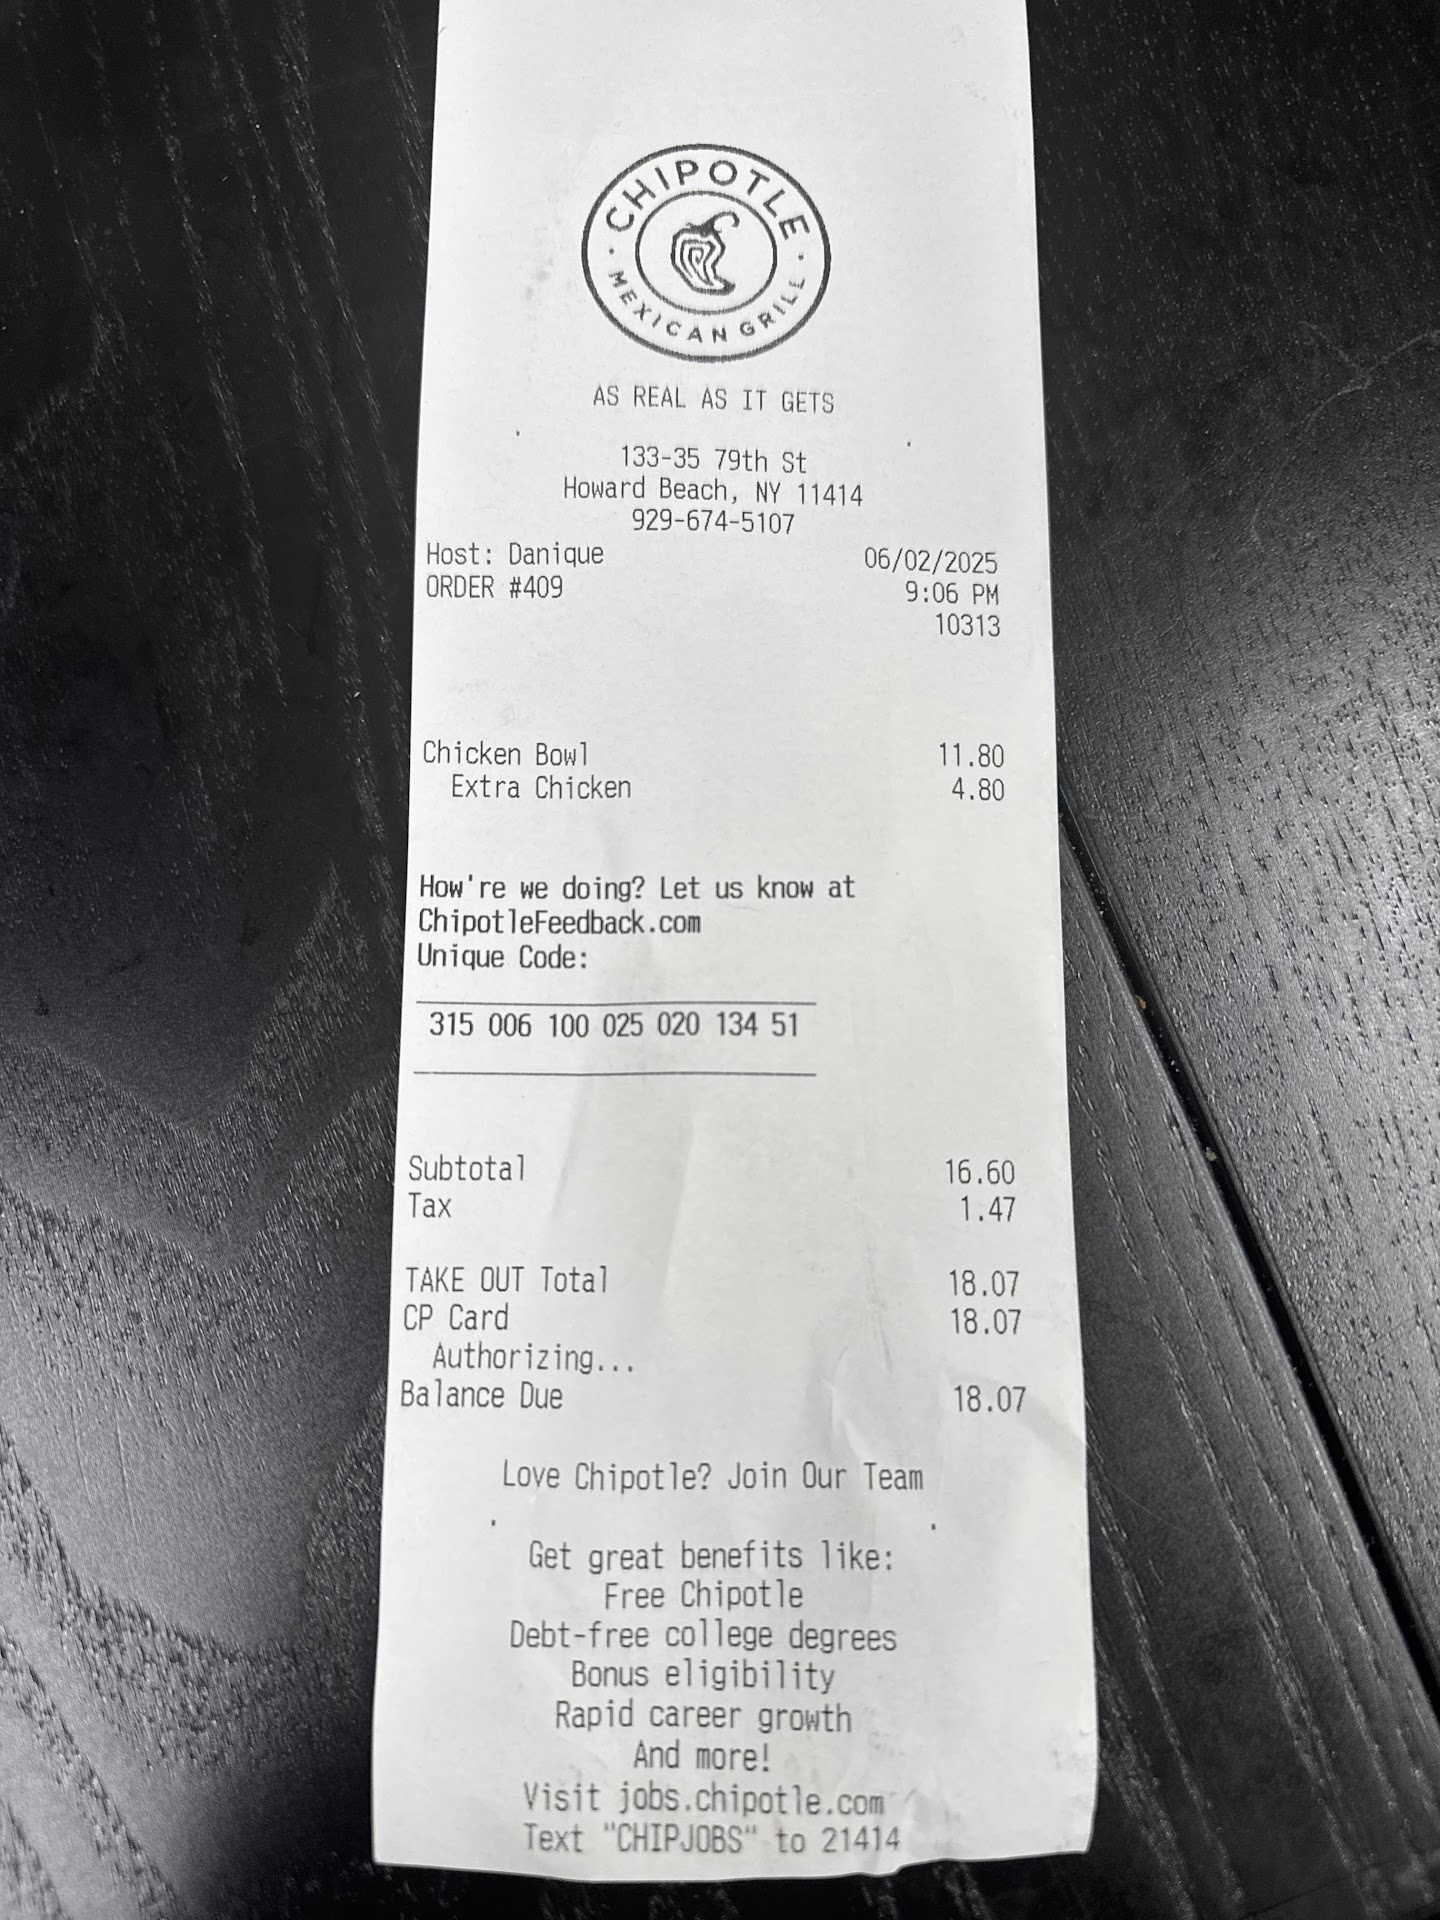 CHIPOTLE
MEXICAN GRILL
AS REAL AS IT GETS
133-35 79th St
Howard Beach, NY 11414
929-674-5107
Host: Danique 06/02/2025
ORDER #409 9:06 PM
10313
Chicken Bowl 11.80
Extra Chicken 4.80
How're we doing? Let us know at
ChipotleFeedback.com
Unique Code:
315 006 100 025 020 134 51
Subtotal 16.60
Tax 1.47
TAKE OUT Total 18.07
CP Card 18.07
Authorizing...
Balance Due 18.07
Love Chipotle? Join Our Team
Get great benefits like:
Free Chipotle
Debt-free college degrees
Bonus eligibility
Rapid career growth
And more!
Visit jobs.chipotle.com
Text "CHIPJOBS" to 21414